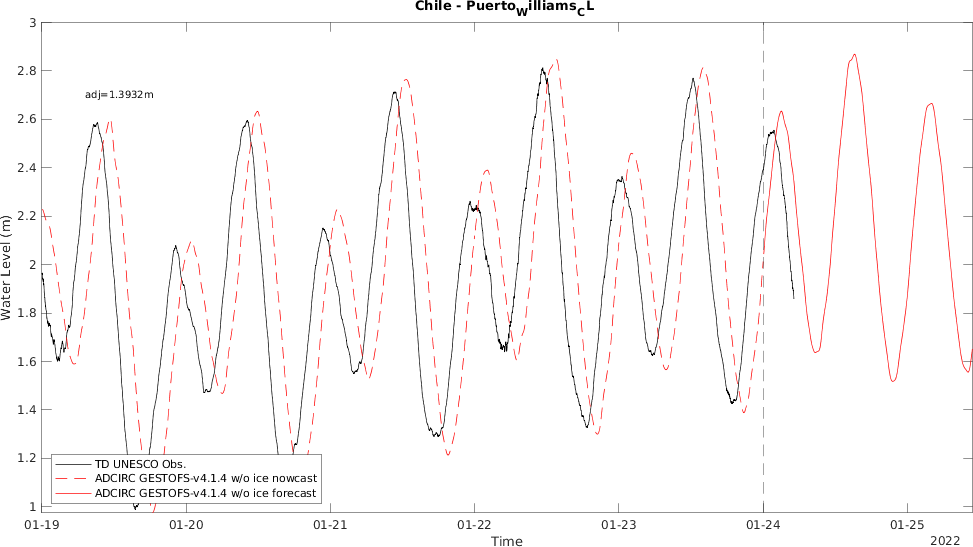 Chile - Puerto_Williams_CL
3
2.8
adj=1.3932m
2.6
2.4
2.2
2
1.8
1.6
1.4
1.2
1
Water Level (m)
TD UNESCO Obs.
ADCIRC GESTOFS-v4.1.4 w/o ice nowcast
ADCIRC GESTOFS-v4.1.4 w/o ice forecast
01-19 01-20 01-21 01-22 01-23 01-24 01-25
Time
2022